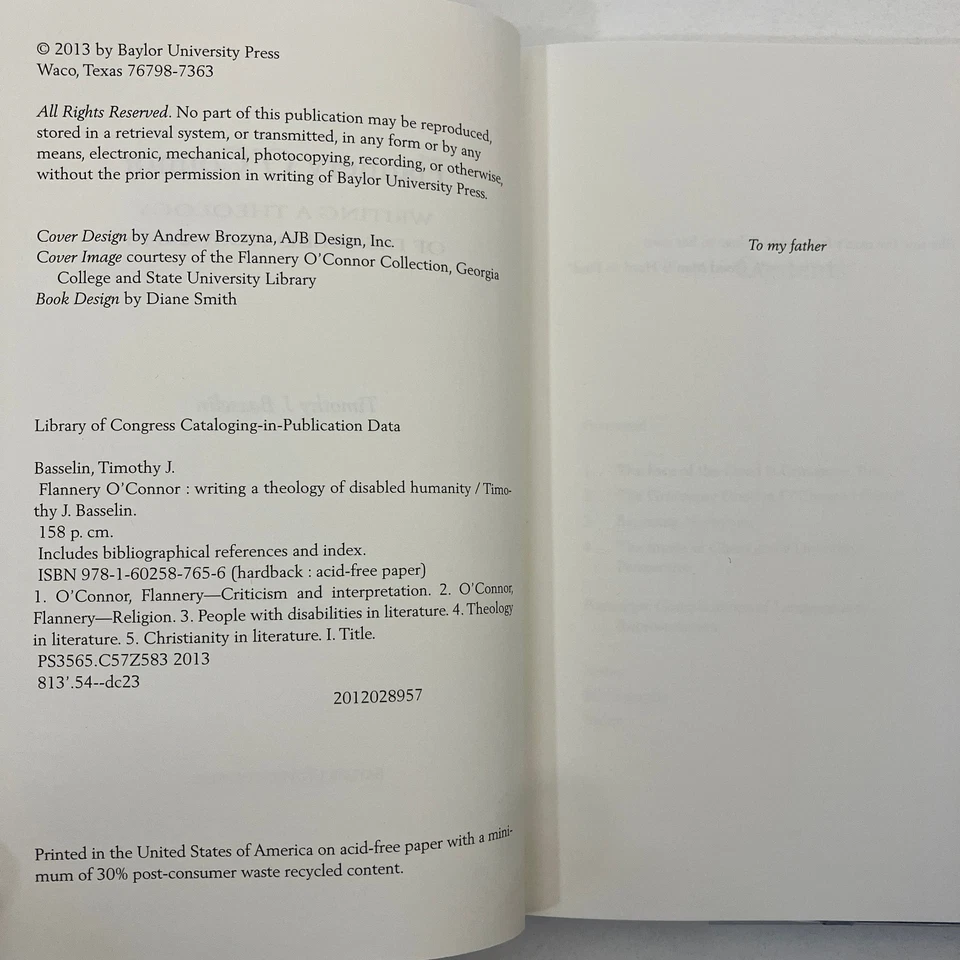 © 2013 by Baylor University Press
Waco, Texas 76798-7363
All Rights Reserved. No part of this publication may be reproduced,
stored in a retrieval system, or transmitted, in any form or by any
means, electronic, mechanical, photocopying, recording, or otherwise,
without the prior permission in writing of Baylor University Press.
Cover Design by Andrew Brozyna, AJB Design, Inc.
Cover Image courtesy of the Flannery O'Connor Collection, Georgia
College and State University Library
Book Design by Diane Smith
Library of Congress Cataloging-in-Publication Data
Basselin, Timothy J.
Flannery O'Connor : writing a theology of disabled humanity / Timo-
thy J. Basselin.
158 p. cm.
Includes bibliographical references and index.
ISBN 978-1-60258-765-6 (hardback : acid-free paper)
1. O'Connor, Flannery—Criticism and interpretation. 2. O'Connor,
Flannery—Religion. 3. People with disabilities in literature. 4. Theology
in literature. 5. Christianity in literature. I. Title.
PS3565.C57Z583 2013
813'.54--dc23
2012028957
Printed in the United States of America on acid-free paper with a mini-
mum of 30% post-consumer waste recycled content.
To my father